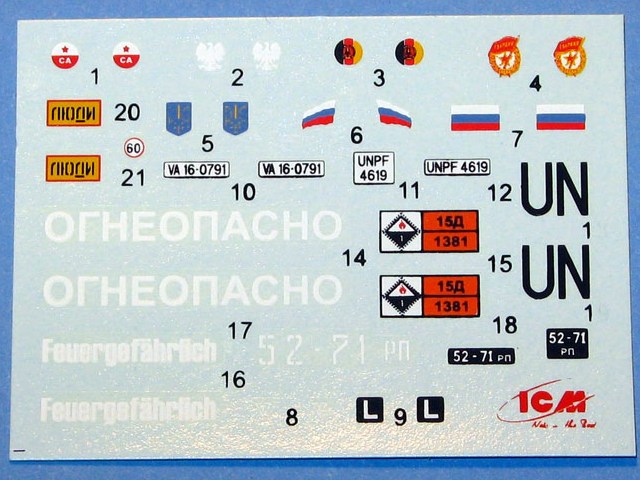 СА
СА
1
2
3
4
ЛЮДИ
20
5
6
7
ЛЮДИ
60
21
VA 16-0791
VA 16-0791
10
UNPF
4619
11
UNPF 4619
12
UN
1
ОГНЕОПАСНО
14
15Д
1
1381
15
UN
1
ОГНЕОПАСНО
15Д
1
1381
18
17
Feuergefährlich
52-71 РП
52-71 РП
52-71
РП
16
Feuergefährlich
8
L
9
L
ICM